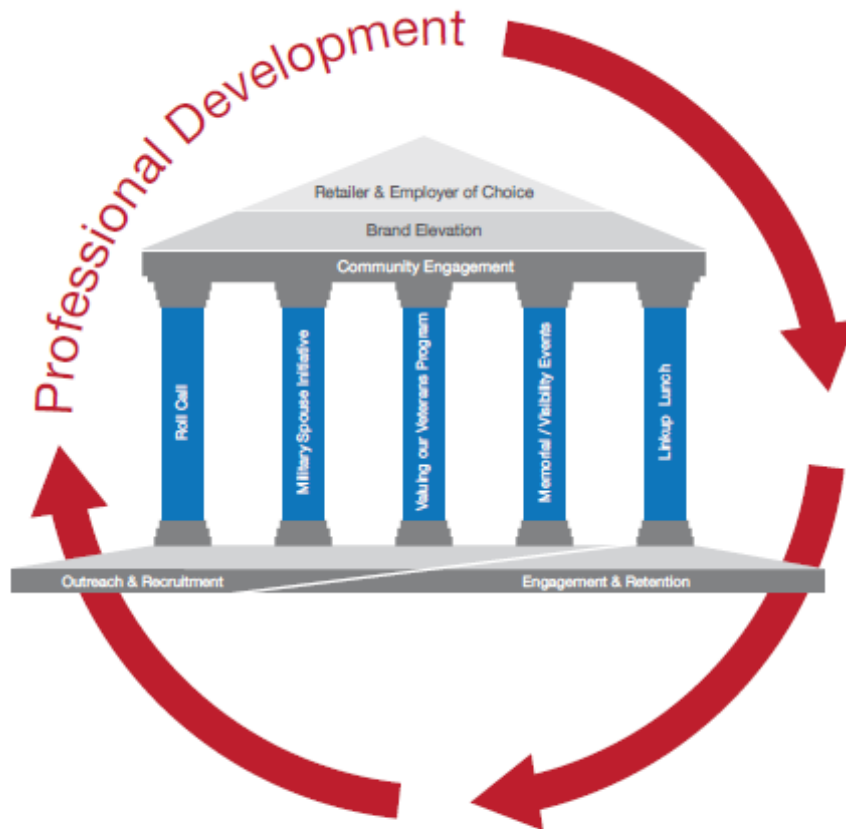 Professional Development
Retailer & Employer of Choice
Brand Elevation
Community Engagement
Roll Call
Military Spouse Initiative
Valuing our Veterans Program
Memorial / Visibility Events
Linkup Lunch
Outreach & Recruitment
Engagement & Retention